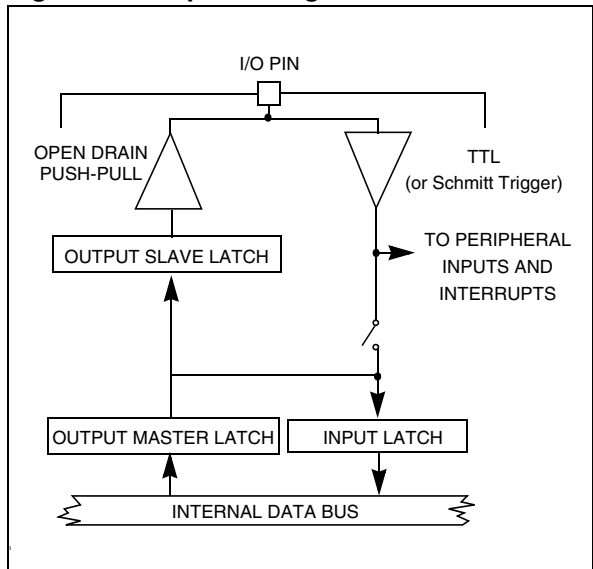 I/O PIN
OPEN DRAIN
PUSH-PULL
TTL
(or Schmitt Trigger)
OUTPUT SLAVE LATCH
TO PERIPHERAL
INPUTS AND
INTERRUPTS
OUTPUT MASTER LATCH
INPUT LATCH
INTERNAL DATA BUS